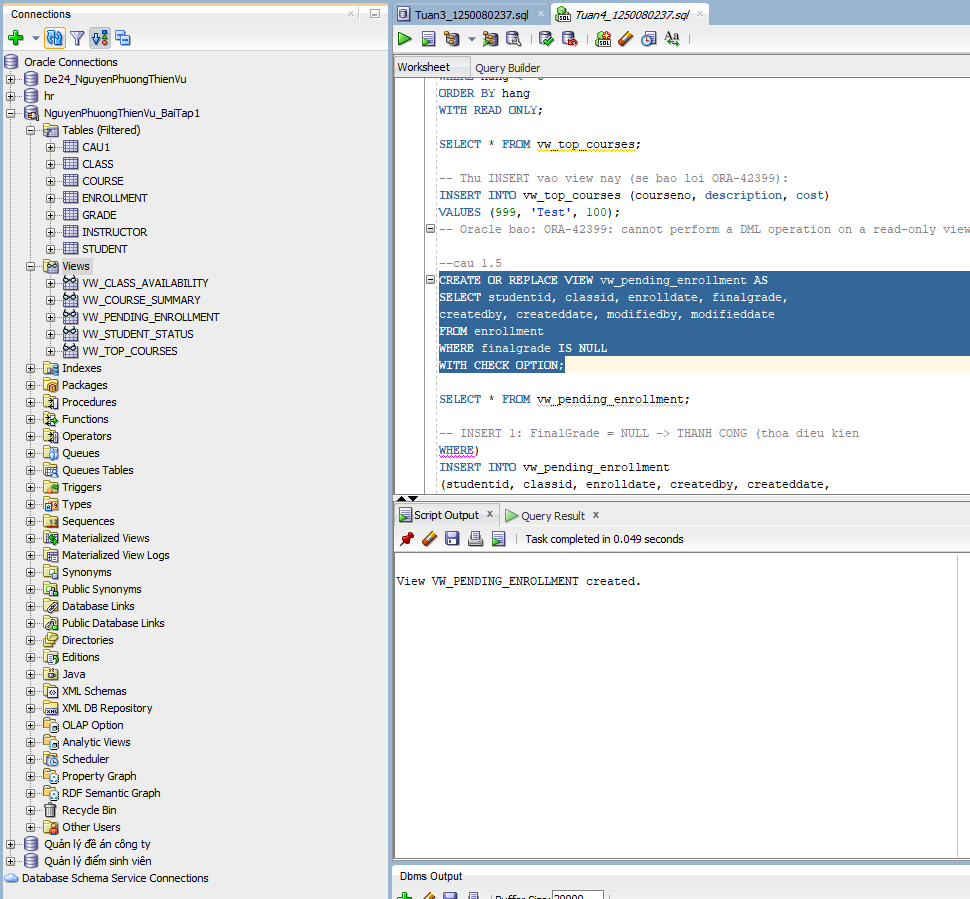 Connections
Oracle Connections
De24_NguyenPhuongThienVu
hr
NguyenPhuongThienVu_BaiTap1
Tables (Filtered)
CAU1
CLASS
COURSE
ENROLLMENT
GRADE
INSTRUCTOR
STUDENT
Views
VW_CLASS_AVAILABILITY
VW_COURSE_SUMMARY
VW_PENDING_ENROLLMENT
VW_STUDENT_STATUS
VW_TOP_COURSES
Indexes
Packages
Procedures
Functions
Operators
Queues
Queues Tables
Triggers
Types
Sequences
Materialized Views
Materialized View Logs
Synonyms
Public Synonyms
Database Links
Public Database Links
Directories
Editions
Java
XML Schemas
XML DB Repository
OLAP Option
Analytic Views
Scheduler
Property Graph
RDF Semantic Graph
Recycle Bin
Other Users
Quản lý đề án công ty
Quản lý điểm sinh viên
Database Schema Service Connections
Tuan3_1250080237.sql
Tuan4_1250080237.sql
Worksheet
Query Builder
WHERE hang <=
ORDER BY hang
WITH READ ONLY;
SELECT * FROM vw_top_courses;
-- Thu INSERT vao view nay (se bao loi ORA-42399):
INSERT INTO vw_top_courses (courseno, description, cost)
VALUES (999, 'Test', 100);
-- Oracle bao: ORA-42399: cannot perform a DML operation on a read-only view
--cau 1.5
CREATE OR REPLACE VIEW vw_pending_enrollment AS
SELECT studentid, classid, enrolldate, finalgrade,
createdby, createddate, modifiedby, modifieddate
FROM enrollment
WHERE finalgrade IS NULL
WITH CHECK OPTION;
SELECT * FROM vw_pending_enrollment;
-- INSERT 1: FinalGrade = NULL -> THANH CONG (thoa dieu kien
WHERE)
INSERT INTO vw_pending_enrollment
(studentid, classid, enrolldate, createdby, createddate,
Script Output
Query Result
Task completed in 0.049 seconds
View VW_PENDING_ENROLLMENT created.
Dbms Output
Buffer Size: 20000